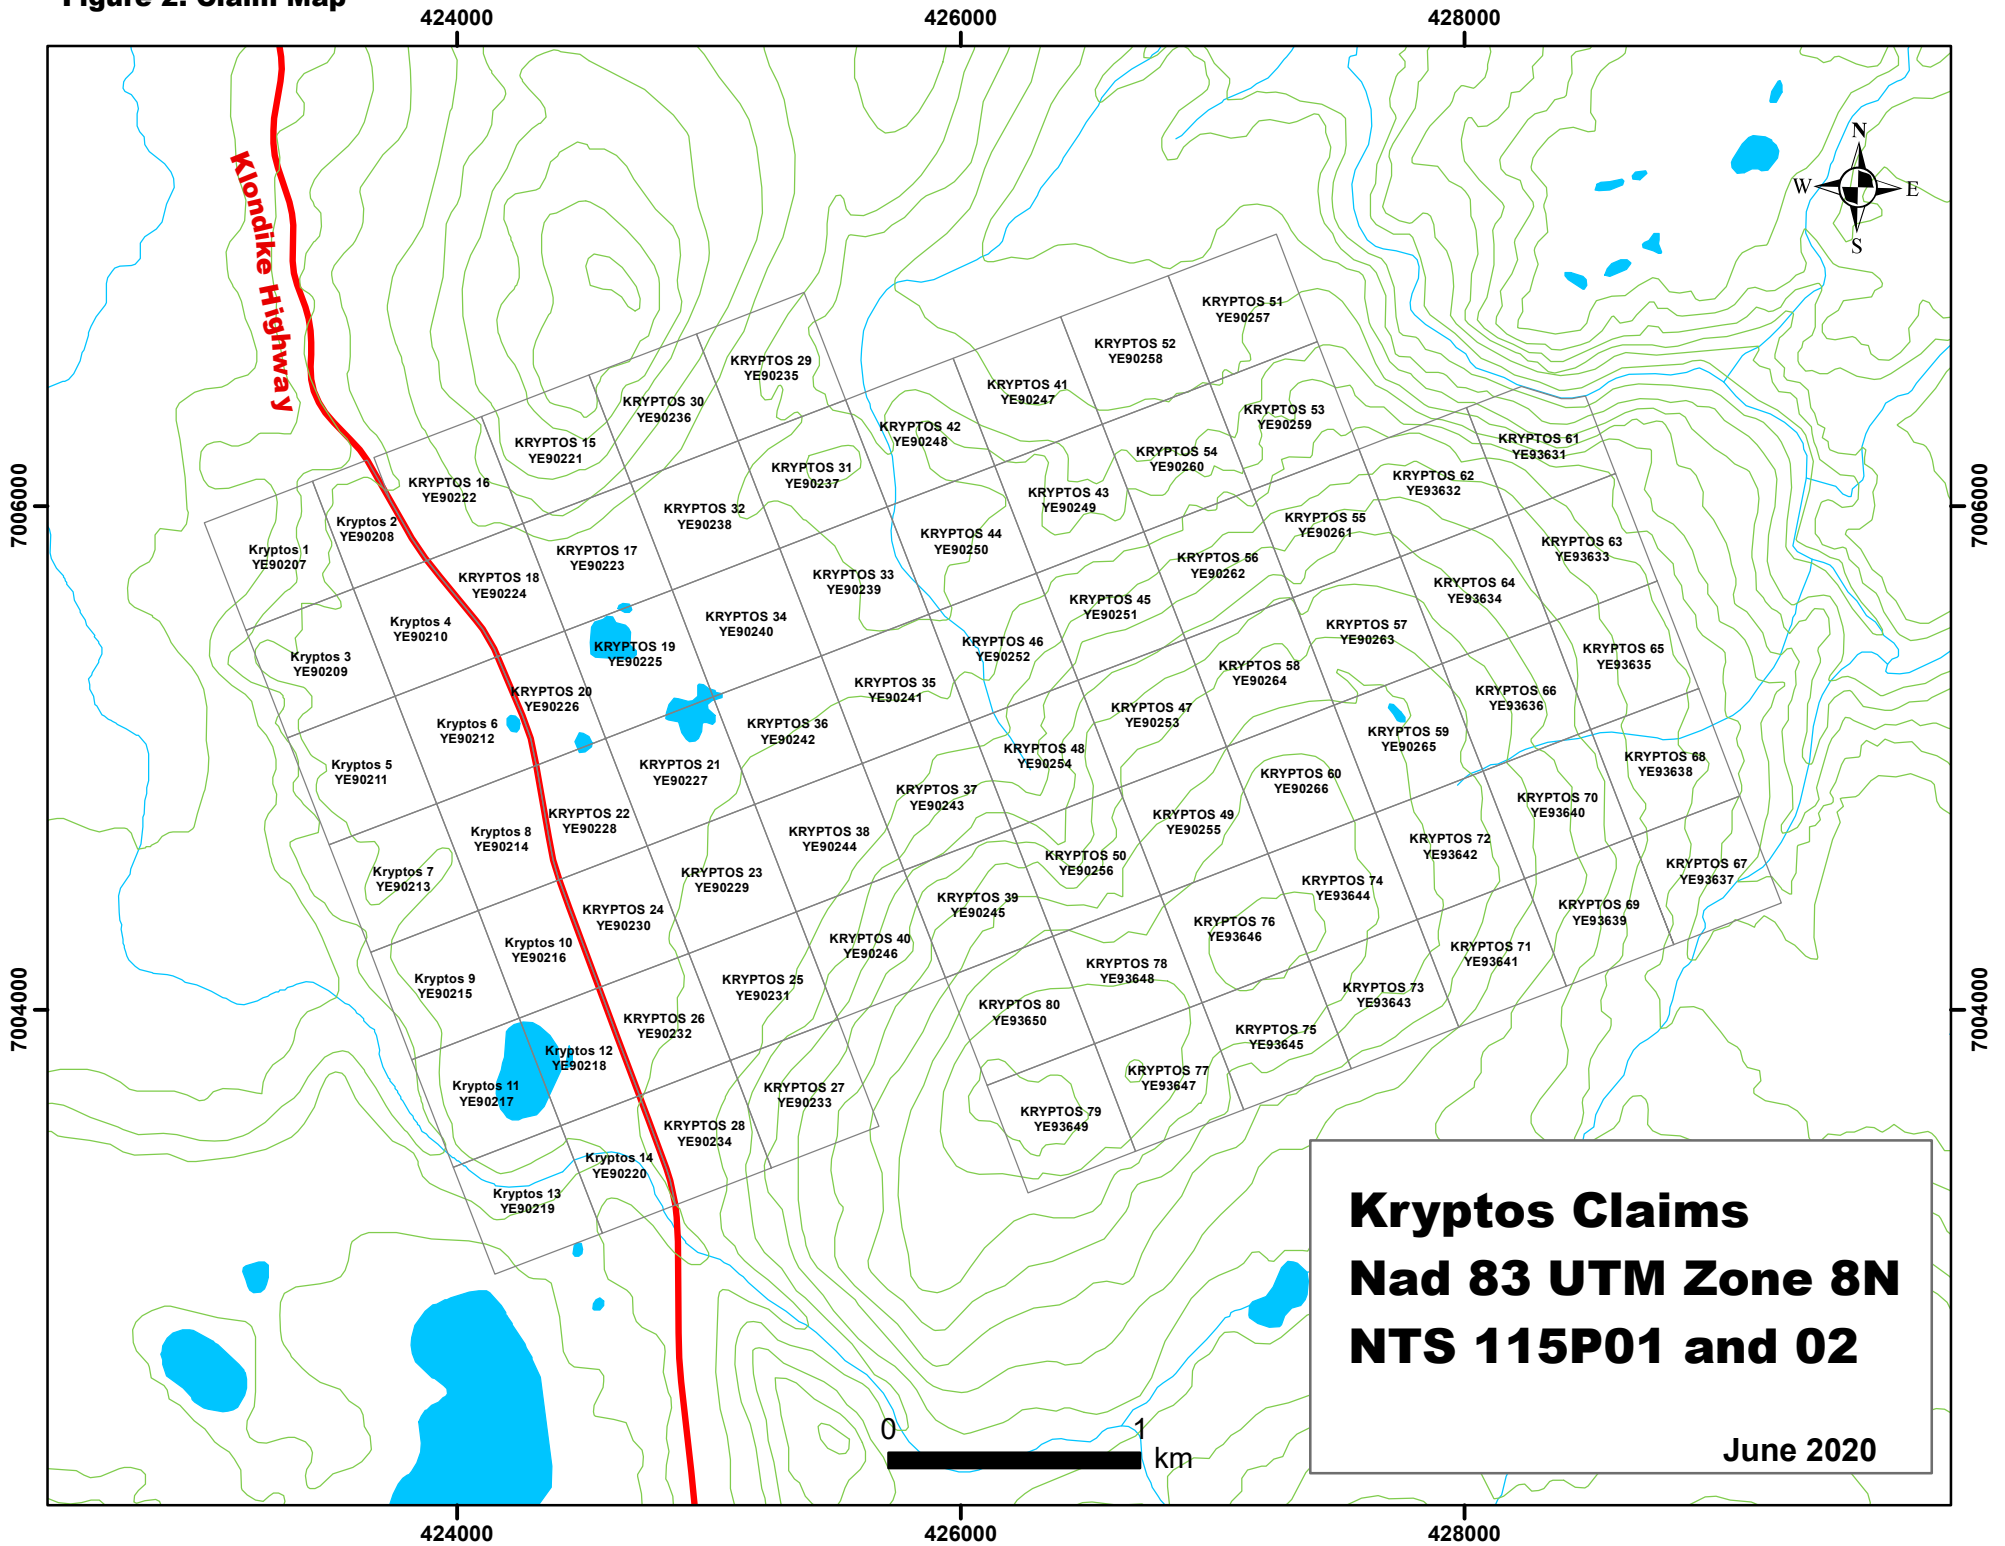 Figure 2. Claim Map
424000
426000
428000
N
W
E
S
Klondike Highway
7006000
7006000
7004000
7004000
KRYPTOS 51
YE90257
KRYPTOS 52
YE90258
KRYPTOS 29
YE90235
KRYPTOS 41
YE90247
KRYPTOS 30
YE90236
KRYPTOS 53
YE90259
KRYPTOS 42
YE90248
KRYPTOS 61
YE93631
KRYPTOS 15
YE90221
KRYPTOS 54
YE90260
KRYPTOS 31
YE90237
KRYPTOS 62
YE93632
KRYPTOS 16
YE90222
KRYPTOS 43
YE90249
KRYPTOS 32
YE90238
KRYPTOS 55
YE90261
Kryptos 2
YE90208
KRYPTOS 44
YE90250
KRYPTOS 63
YE93633
Kryptos 1
YE90207
KRYPTOS 17
YE90223
KRYPTOS 56
YE90262
KRYPTOS 18
YE90224
KRYPTOS 33
YE90239
KRYPTOS 64
YE93634
KRYPTOS 45
YE90251
KRYPTOS 34
YE90240
Kryptos 4
YE90210
KRYPTOS 57
YE90263
KRYPTOS 46
YE90252
KRYPTOS 19
YE90225
KRYPTOS 65
YE93635
Kryptos 3
YE90209
KRYPTOS 58
YE90264
KRYPTOS 35
YE90241
KRYPTOS 20
YE90226
KRYPTOS 66
YE93636
KRYPTOS 47
YE90253
Kryptos 6
YE90212
KRYPTOS 36
YE90242
KRYPTOS 59
YE90265
KRYPTOS 48
YE90254
KRYPTOS 68
YE93638
Kryptos 5
YE90211
KRYPTOS 21
YE90227
KRYPTOS 60
YE90266
KRYPTOS 37
YE90243
KRYPTOS 70
YE93640
KRYPTOS 22
YE90228
KRYPTOS 49
YE90255
Kryptos 8
YE90214
KRYPTOS 38
YE90244
KRYPTOS 72
YE93642
KRYPTOS 50
YE90256
KRYPTOS 67
YE93637
Kryptos 7
YE90213
KRYPTOS 23
YE90229
KRYPTOS 74
YE93644
KRYPTOS 39
YE90245
KRYPTOS 69
YE93639
KRYPTOS 24
YE90230
KRYPTOS 76
YE93646
Kryptos 10
YE90216
KRYPTOS 40
YE90246
KRYPTOS 71
YE93641
KRYPTOS 78
YE93648
Kryptos 9
YE90215
KRYPTOS 25
YE90231
KRYPTOS 73
YE93643
KRYPTOS 80
YE93650
KRYPTOS 26
YE90232
KRYPTOS 75
YE93645
Kryptos 12
YE90218
KRYPTOS 77
YE93647
Kryptos 11
YE90217
KRYPTOS 27
YE90233
KRYPTOS 79
YE93649
KRYPTOS 28
YE90234
Kryptos 14
YE90220
Kryptos 13
YE90219
Kryptos Claims
Nad 83 UTM Zone 8N
NTS 115P01 and 02
June 2020
0
1
km
424000
426000
428000